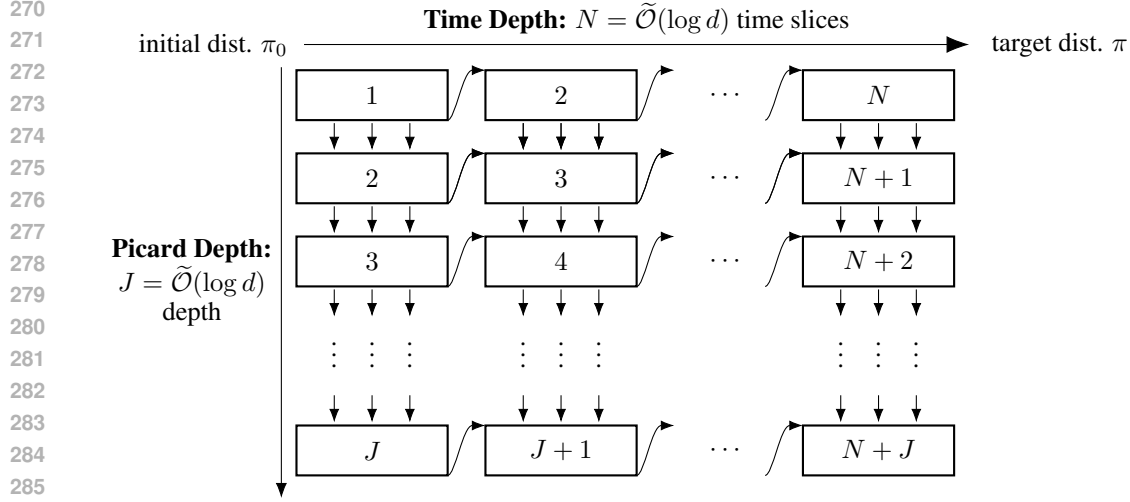 270
271
272
273
274
275
276
277
278
279
280
281
282
283
284
285
Time Depth: N = Õ(log d) time slices
initial dist. π₀
target dist. π
1 2 ⋯ N
2 3 ⋯ N + 1
Picard Depth:
J = Õ(log d)
depth
3 4 ⋯ N + 2
⋮ ⋮ ⋮ ⋮ ⋮ ⋮ ⋮ ⋮ ⋮
J J + 1 ⋯ N + J